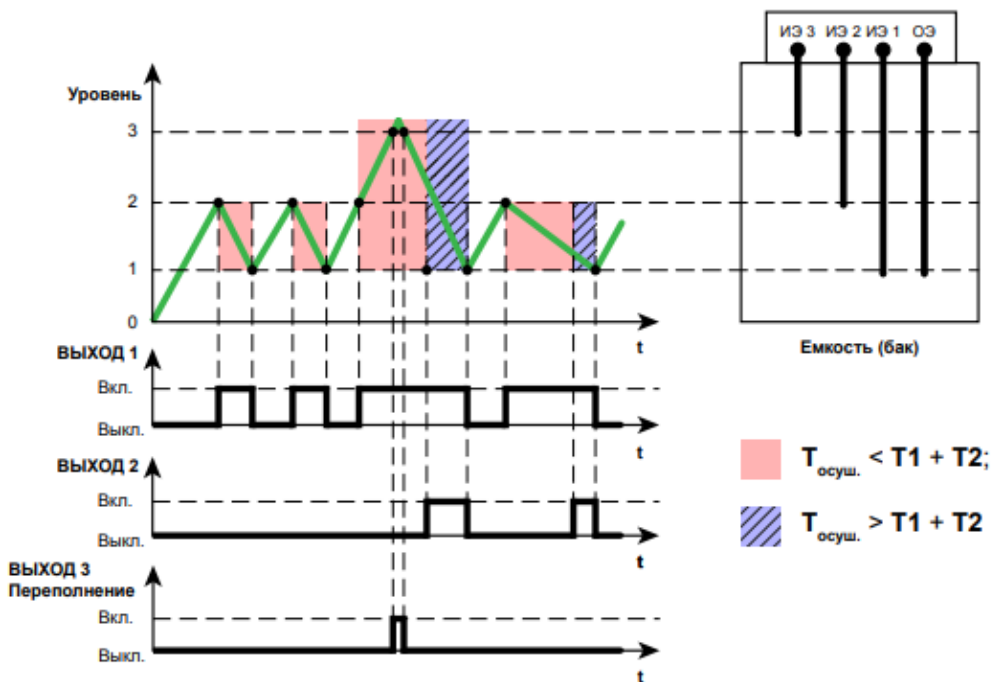 ИЭ 3 ИЭ 2 ИЭ 1 ОЭ
Уровень
3
2
1
0
t
Емкость (бак)
ВЫХОД 1
Вкл.
Выкл.
t
ВЫХОД 2
Вкл.
Выкл.
t
ВЫХОД 3
Переполнение
Вкл.
Выкл.
t
Tосуш. < T1 + T2;
Tосуш. > T1 + T2